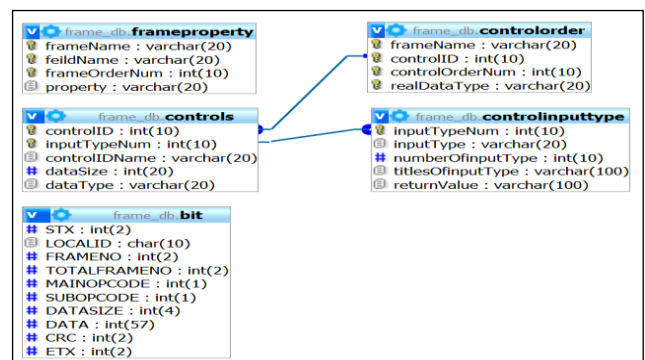 frame_db.frameproperty
frameName : varchar(20)
feildName : varchar(20)
frameOrderNum : int(10)
property : varchar(20)
frame_db.controlorder
frameName : varchar(20)
controlID : int(10)
controlOrderNum : int(10)
realDataType : varchar(20)
frame_db.controls
controlID : int(10)
inputTypeNum : int(10)
controlIDName : varchar(20)
# dataSize : int(20)
dataType : varchar(20)
frame_db.controlinputtype
inputTypeNum : int(10)
inputType : varchar(20)
# numberOfinputType : int(10)
titlesOfinputType : varchar(100)
returnValue : varchar(100)
frame_db.bit
# STX : int(2)
LOCALID : char(10)
# FRAMENO : int(2)
# TOTALFRAMENO : int(2)
# MAINOPCODE : int(1)
# SUBOPCODE : int(1)
# DATASIZE : int(4)
# DATA : int(57)
# CRC : int(2)
# ETX : int(2)